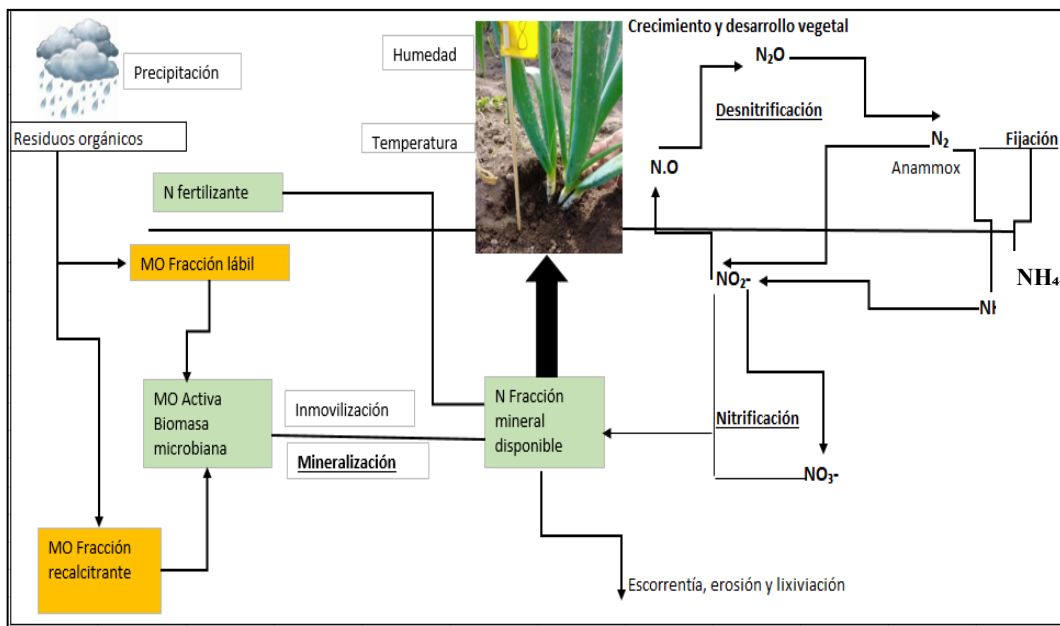 Crecimiento y desarrollo vegetal
Precipitación
Humedad
N₂O
Desnitrificación
Residuos orgánicos
Temperatura
N₂
Fijación
N.O
Anammox
N fertilizante
MO Fracción lábil
NO₂-
NH₄
MO Activa
Biomasa
microbiana
Inmovilización
Mineralización
N Fracción
mineral
disponible
Nitrificación
NO₃-
MO Fracción
recalcitrante
Escorrentía, erosión y lixiviación